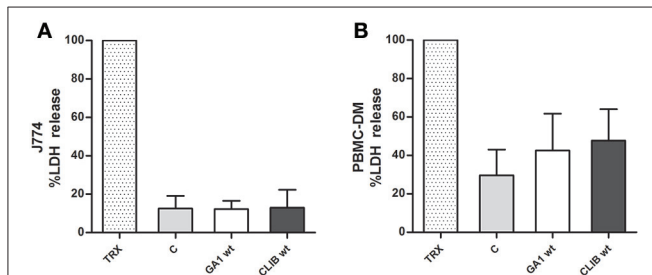 A
J774
%LDH release
100
80
60
40
20
0
TRX
C
GA1 wt
CLIB wt
B
PBMC-DM
%LDH release
100
80
60
40
20
0
TRX
C
GA1 wt
CLIB wt